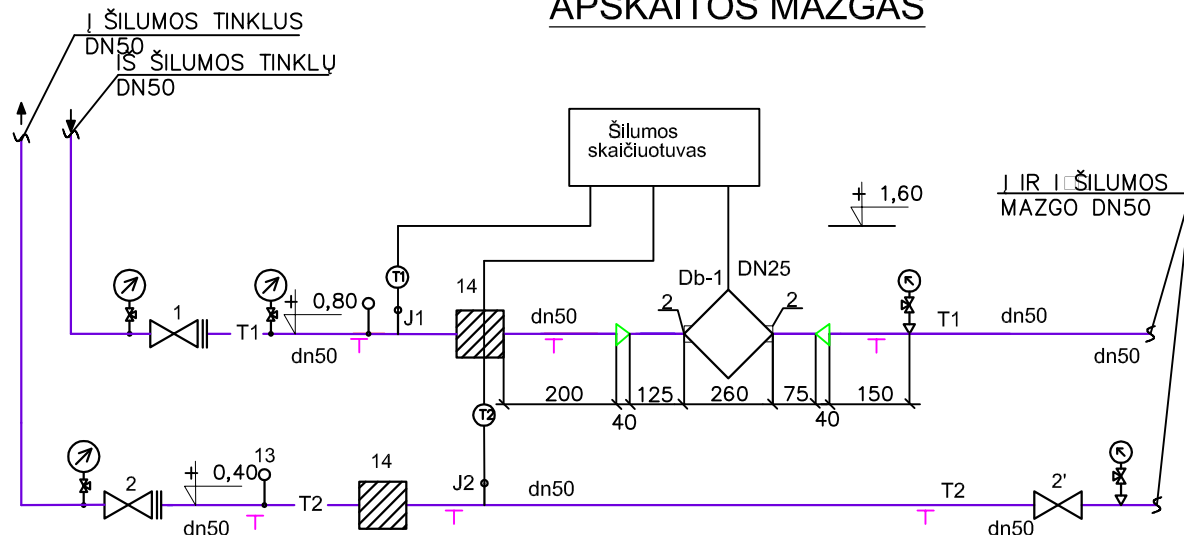 APSKAITOS MAZGAS
Į ŠILUMOS TINKLUS
DN50
IŠ ŠILUMOS TINKLŲ
DN50
Šilumos
skaičiuotuvas
+ 1,60
Į IR I□ŠILUMOS
MAZGO DN50
T1
14
Db-1
DN25
1
+ 0,80
2
2
T1
J1
dn50
T1
dn50
dn50
dn50
200
125
260
75
150
40
40
T2
13
14
2
+ 0,40
J2
dn50
T2
2'
T2
dn50
dn50